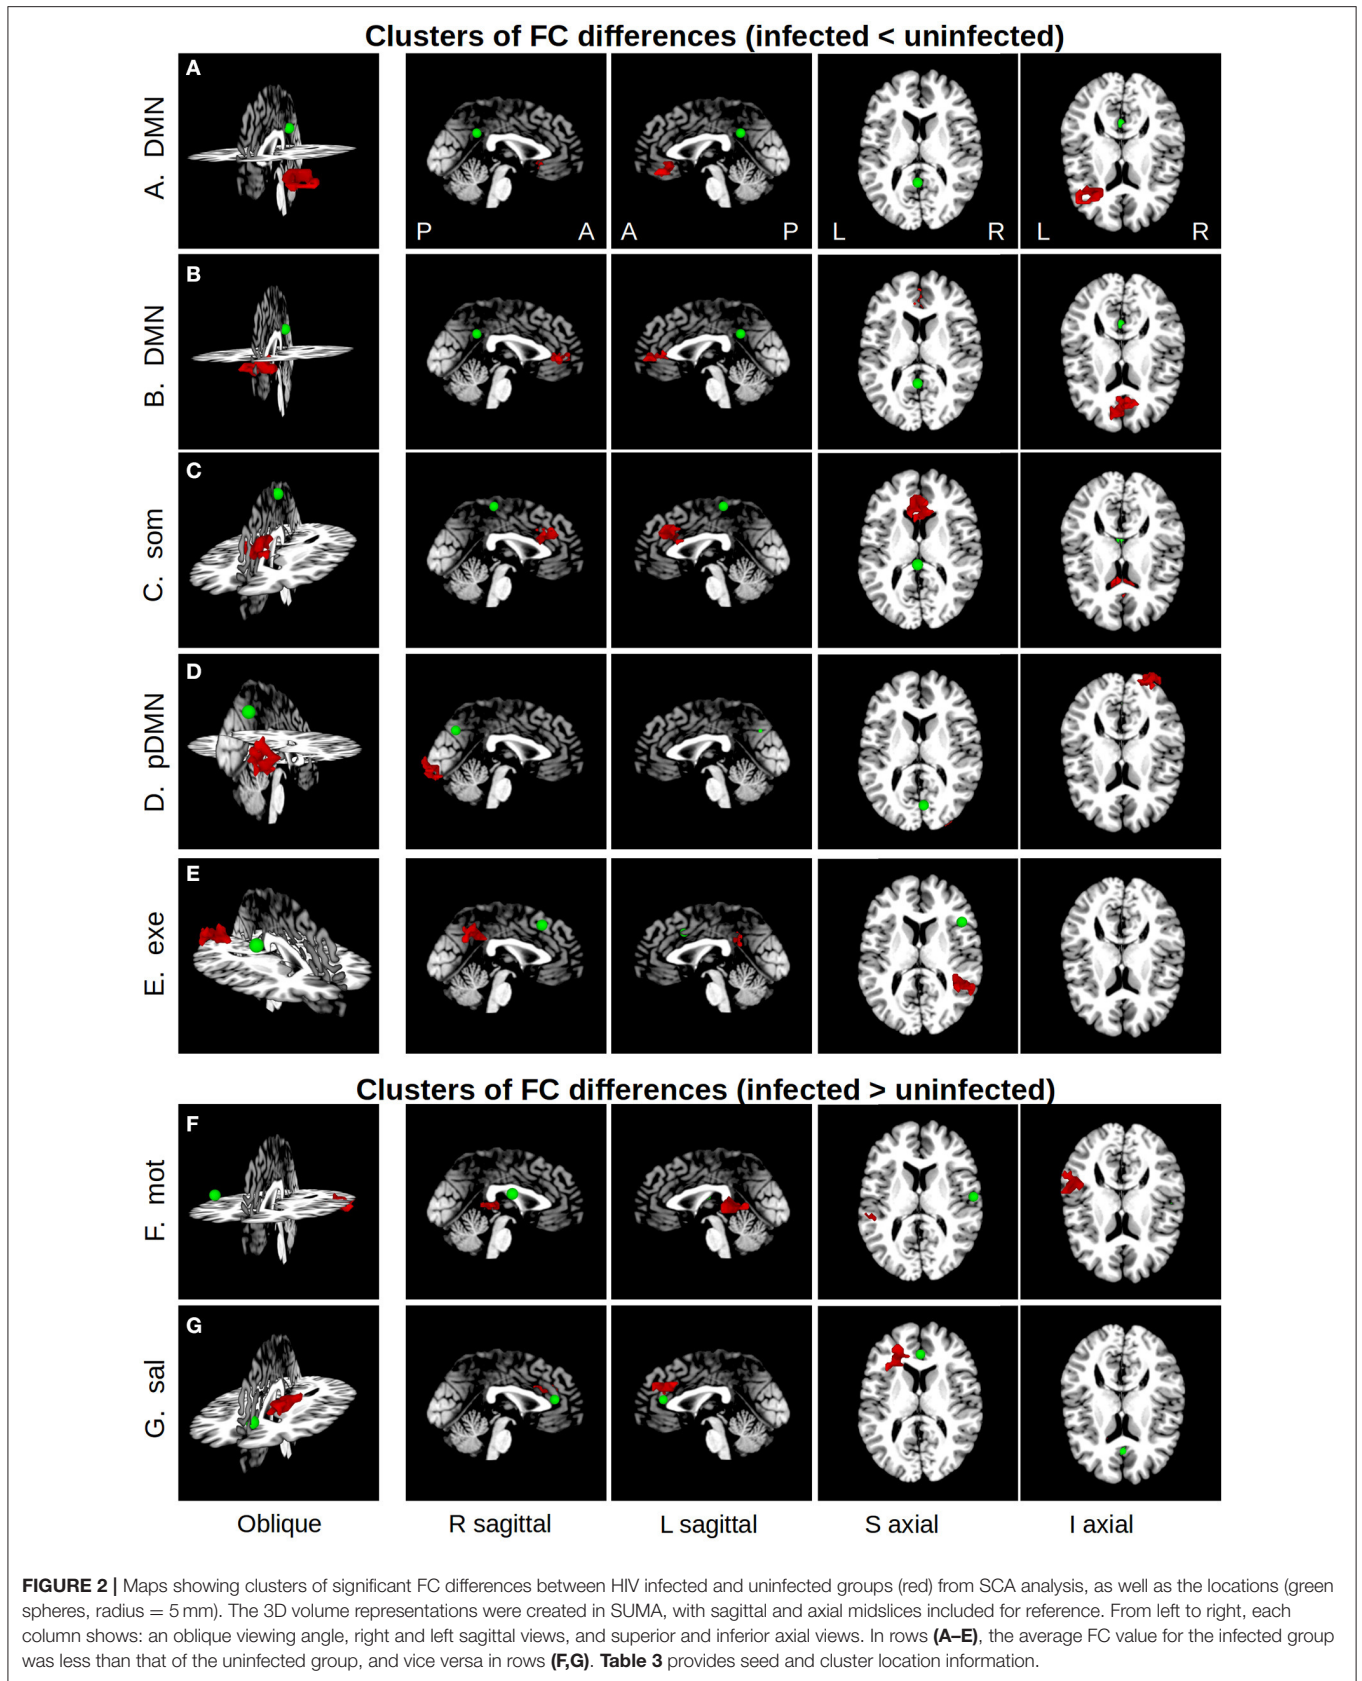 Clusters of FC differences (infected < uninfected)
A. DMN
A
P A
A P
L R
L R
B. DMN
B
C. som
C
D. pDMN
D
E. exe
E
Clusters of FC differences (infected > uninfected)
F. mot
F
G. sal
G
Oblique R sagittal L sagittal S axial I axial
FIGURE 2 | Maps showing clusters of significant FC differences between HIV infected and uninfected groups (red) from SCA analysis, as well as the locations (green
spheres, radius = 5 mm). The 3D volume representations were created in SUMA, with sagittal and axial midslices included for reference. From left to right, each
column shows: an oblique viewing angle, right and left sagittal views, and superior and inferior axial views. In rows (A–E), the average FC value for the infected group
was less than that of the uninfected group, and vice versa in rows (F,G). Table 3 provides seed and cluster location information.